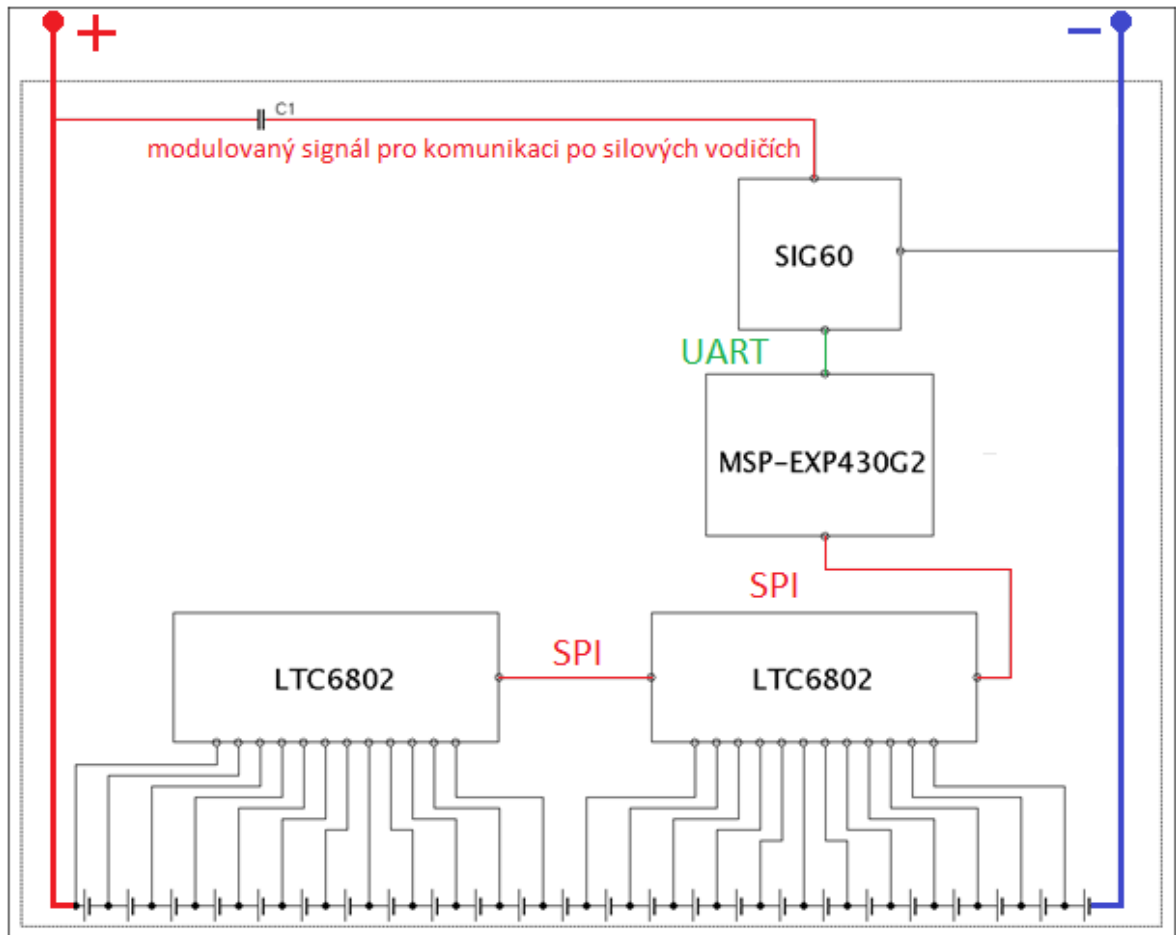 +
−
C1
modulovaný signál pro komunikaci po silových vodičích
SIG60
UART
MSP-EXP430G2
SPI
SPI
LTC6802
LTC6802